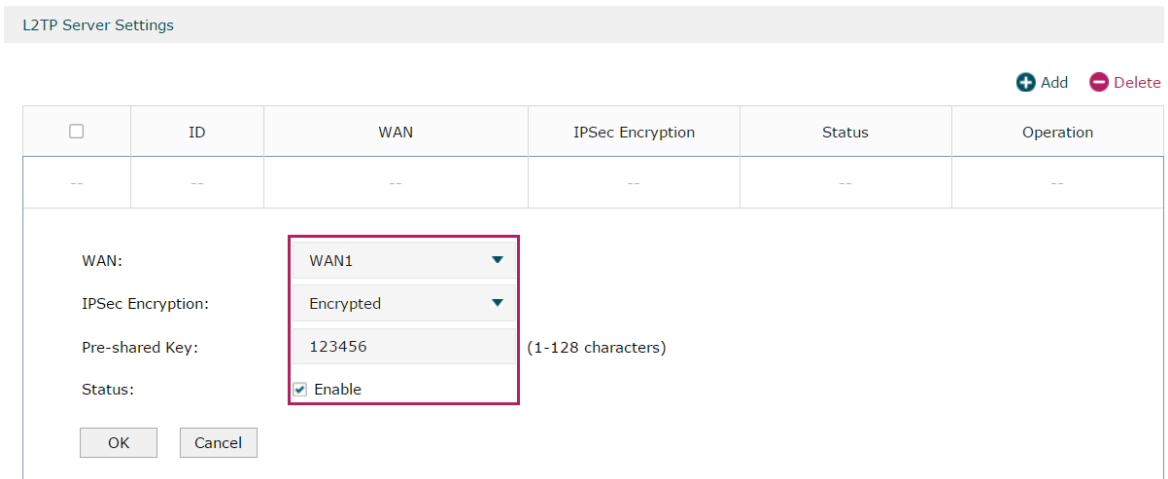 L2TP Server Settings
Add Delete
ID WAN IPSec Encryption Status Operation
-- -- -- -- -- --
WAN: WAN1
IPSec Encryption: Encrypted
Pre-shared Key: 123456 (1-128 characters)
Status: Enable
OK Cancel